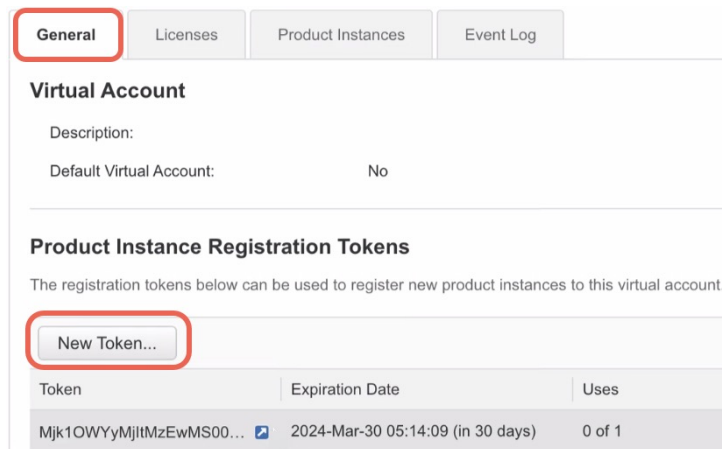 General Licenses Product Instances Event Log
Virtual Account
Description:
Default Virtual Account: No
Product Instance Registration Tokens
The registration tokens below can be used to register new product instances to this virtual account
New Token...
Token Expiration Date Uses
Mjk1OWYyMjltMzEwMS00... 2024-Mar-30 05:14:09 (in 30 days) 0 of 1